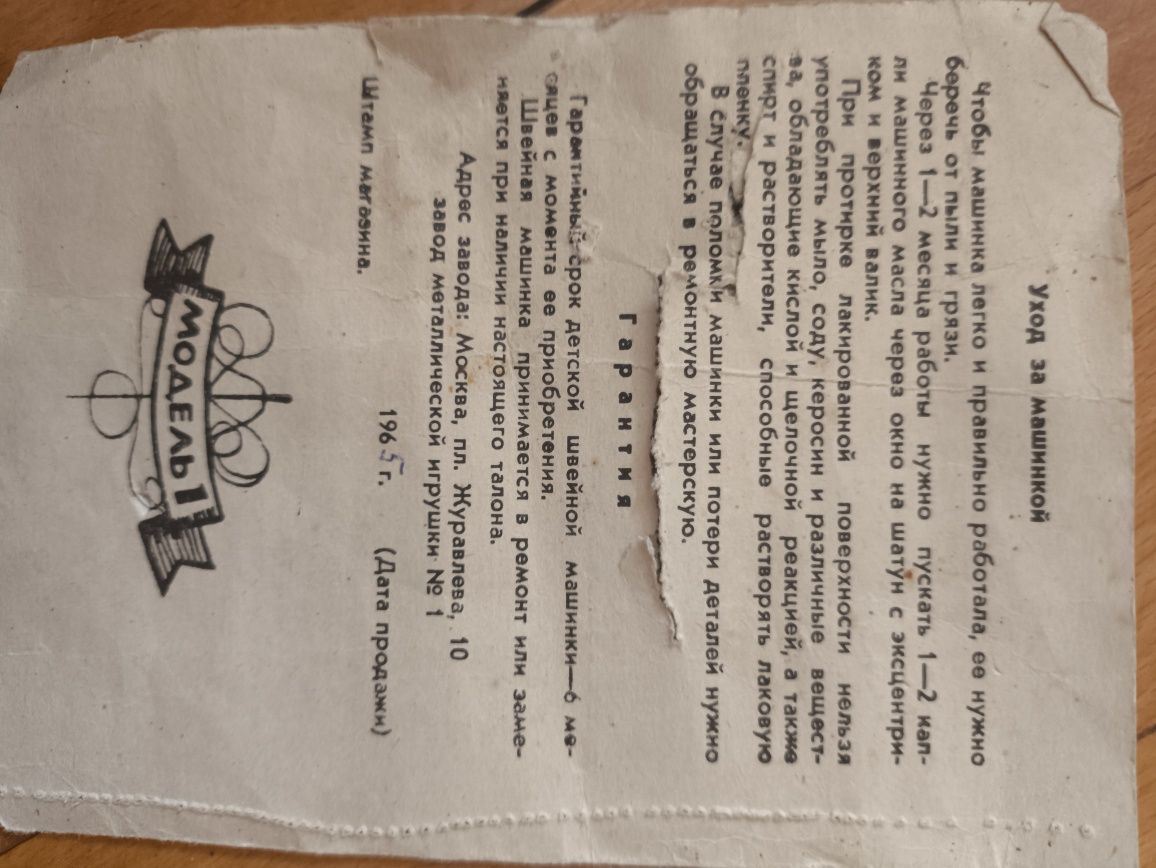 Уход за машинкой
Чтобы машинка легко и правильно работала, ее нужно
беречь от пыли и грязи.
Через 1—2 месяца работы нужно пускать 1—2 кап-
ли машинного масла через окно на шатун с эксцентри-
ком и верхний валик.
При протирке лакированной поверхности нельзя
употреблять мыло, соду, керосин и различные вещест-
ва, обладающие кислой и щелочной реакцией, а также
спирт и растворители, способные растворять лаковую
пленку.
В случае поломки машинки или потери деталей нужно
обращаться в ремонтную мастерскую.
Гарантия
Гарантийный срок детской швейной машинки—6 ме-
сяцев с момента ее приобретения.
Швейная машинка принимается в ремонт или заме-
няется при наличии настоящего талона.
Адрес завода: Москва, пл. Журавлева, 10
завод металлической игрушки № 1
1965 г. (Дата продажи)
Штамп магазина.
МОДЕЛЬ 1